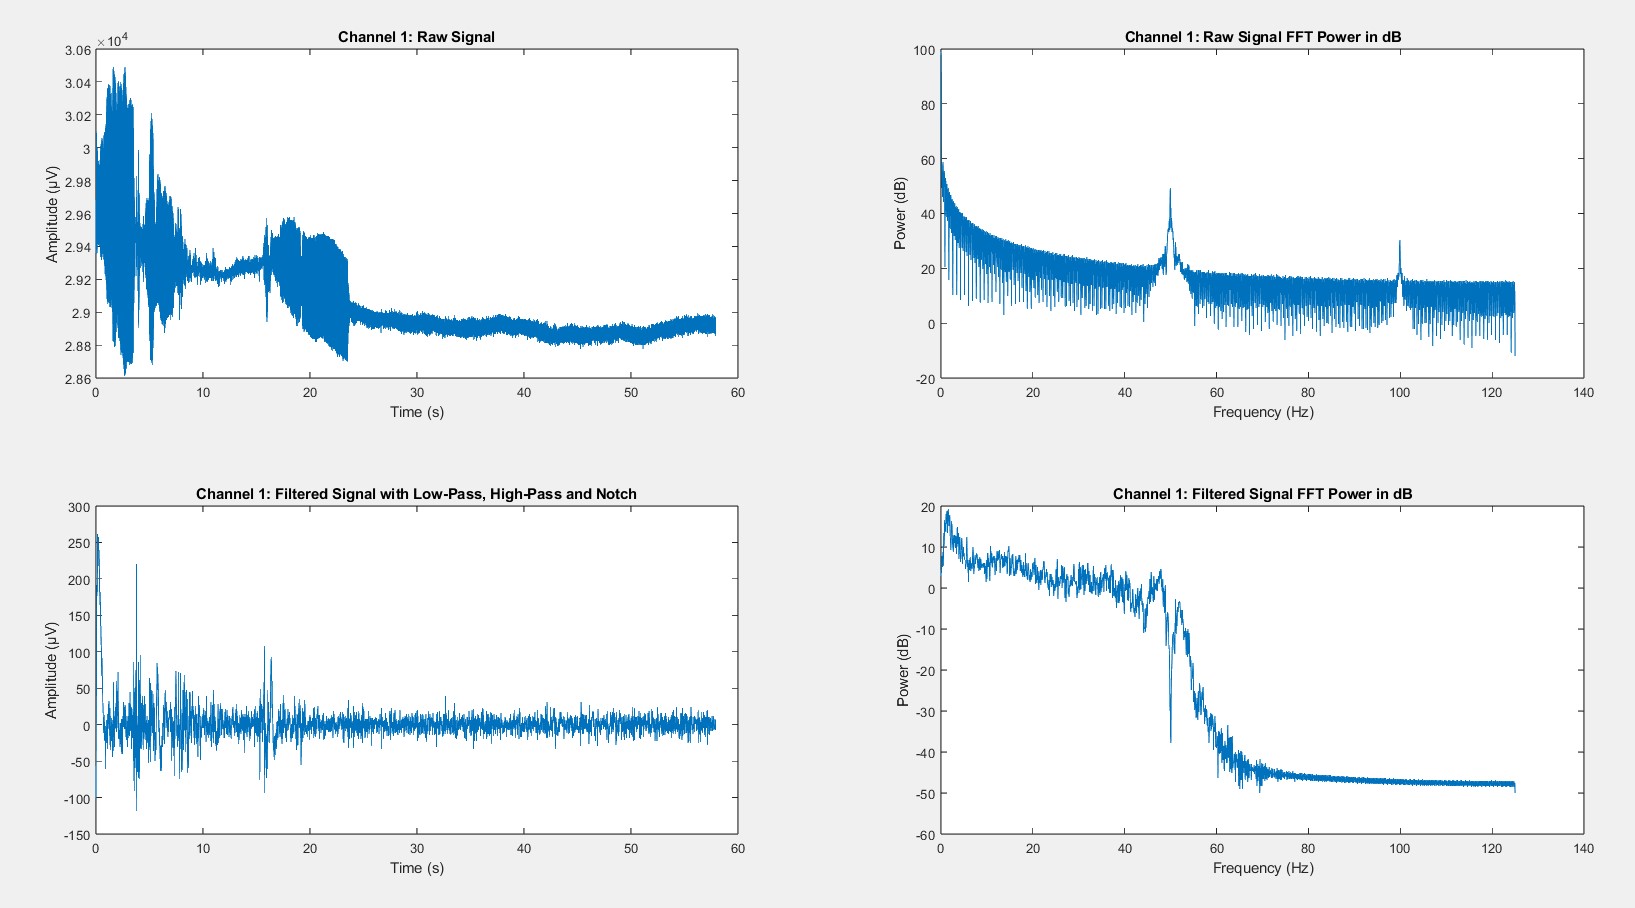 Channel 1: Raw Signal
×10⁴
3.06
3.04
3.02
3
2.98
2.96
2.94
2.92
2.9
2.88
2.86
Amplitude (µV)
0 10 20 30 40 50 60
Time (s)
Channel 1: Raw Signal FFT Power in dB
100
80
60
40
20
0
-20
Power (dB)
0 20 40 60 80 100 120 140
Frequency (Hz)
Channel 1: Filtered Signal with Low-Pass, High-Pass and Notch
300
250
200
150
100
50
0
-50
-100
-150
Amplitude (µV)
0 10 20 30 40 50 60
Time (s)
Channel 1: Filtered Signal FFT Power in dB
20
10
0
-10
-20
-30
-40
-50
-60
Power (dB)
0 20 40 60 80 100 120 140
Frequency (Hz)